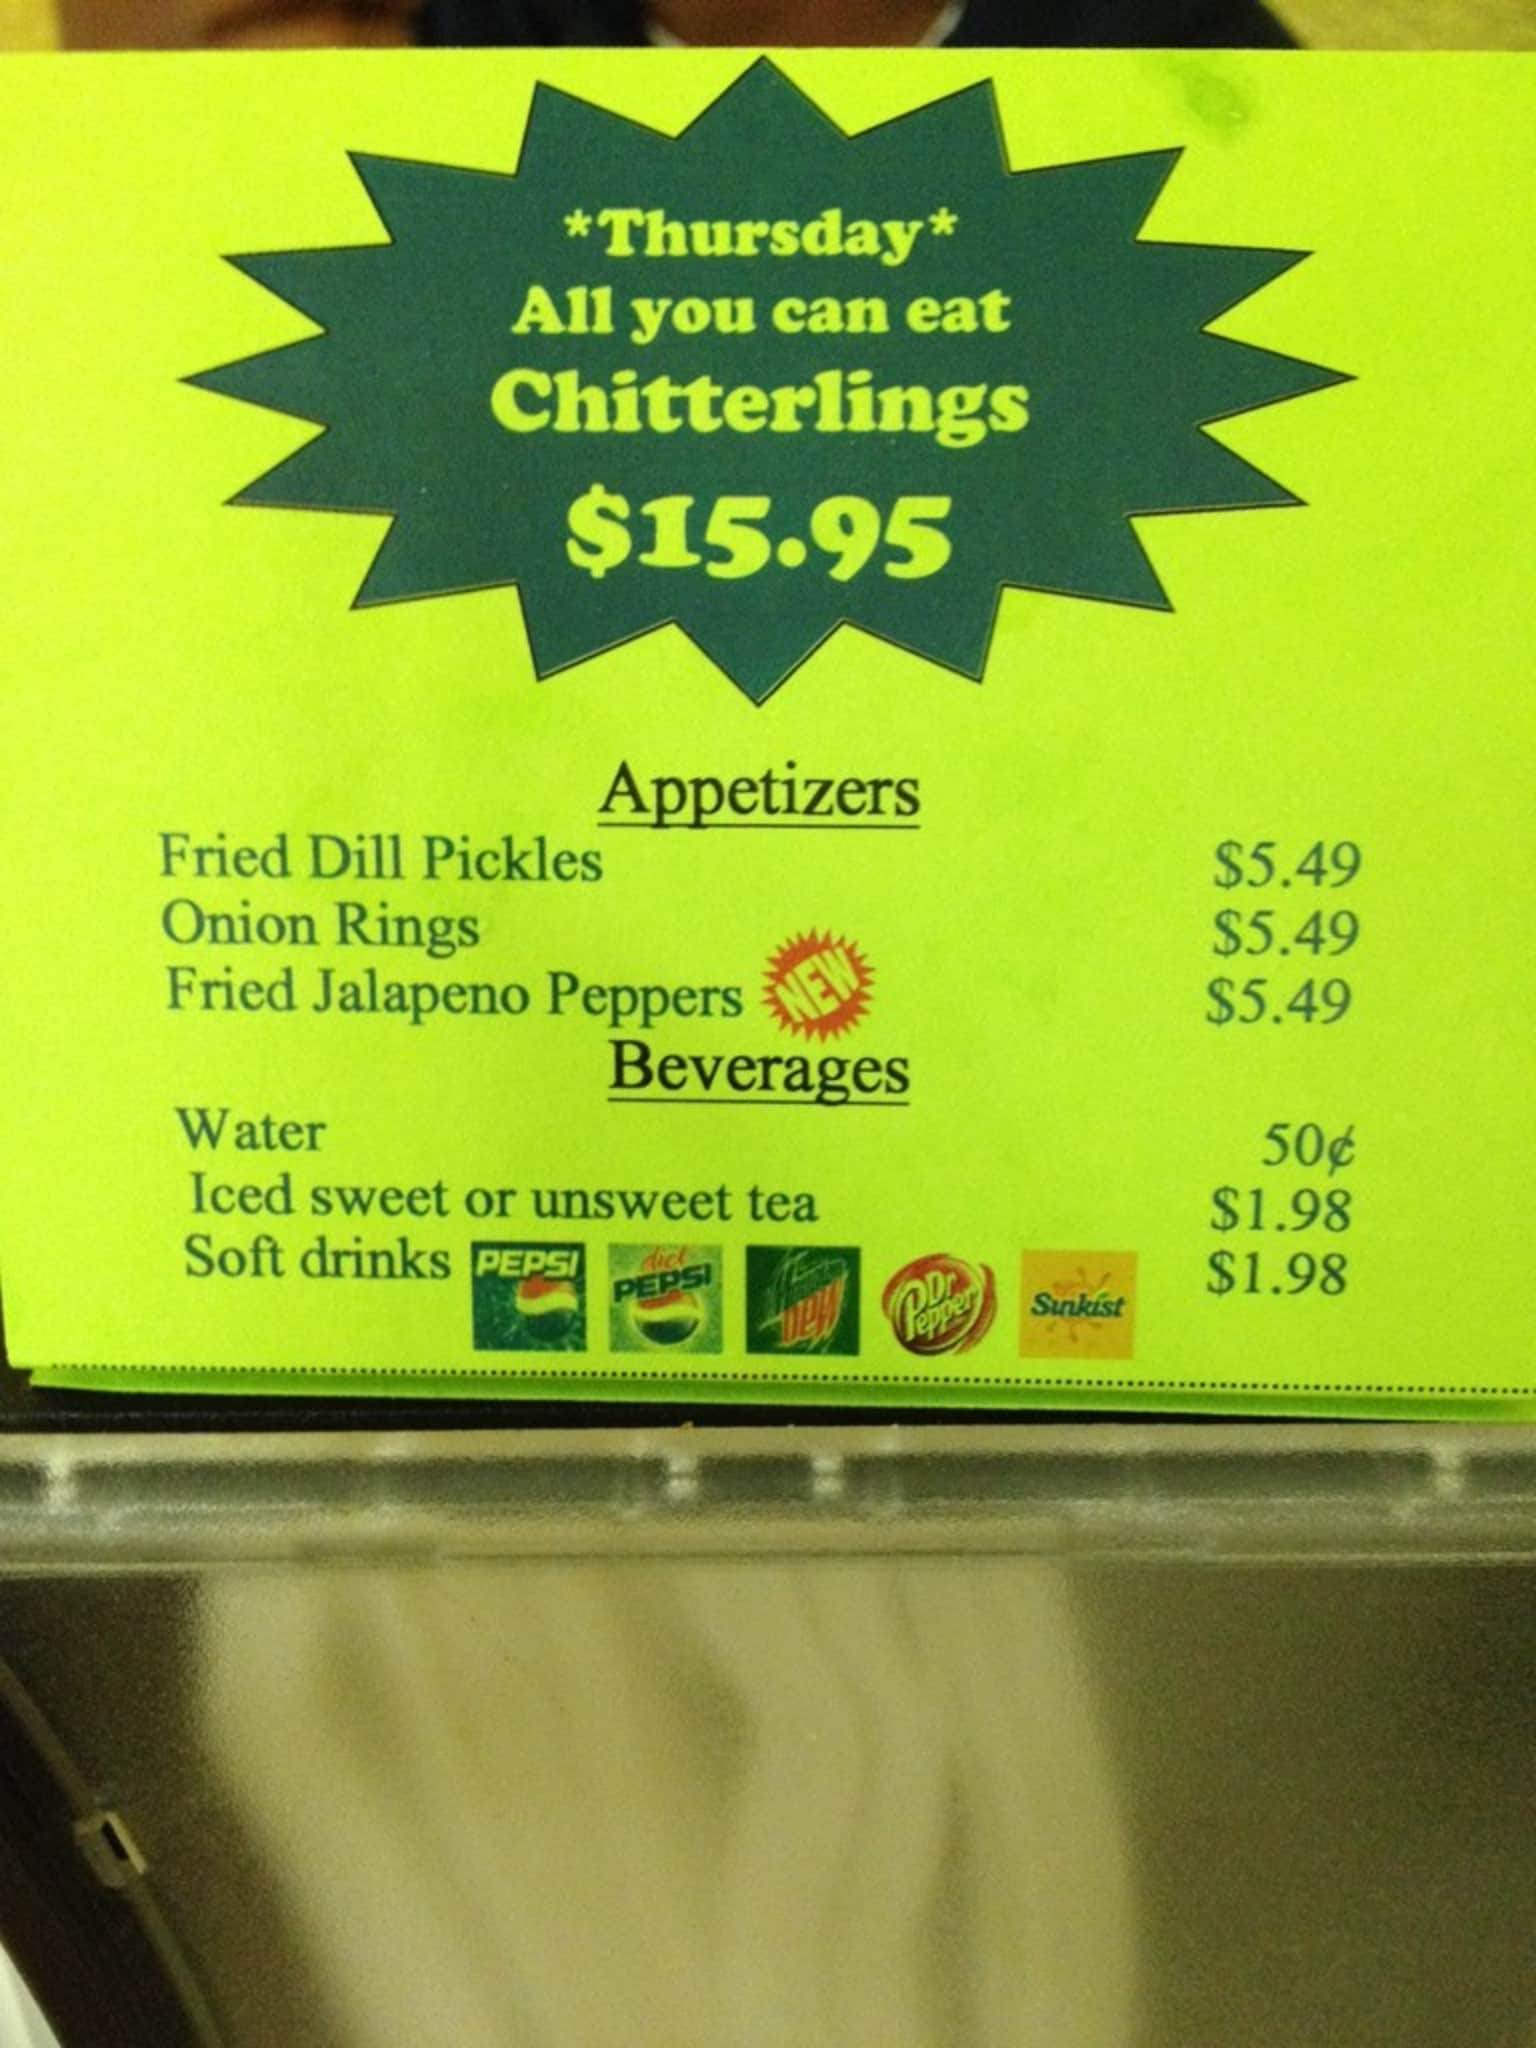 *Thursday*
All you can eat
Chitterlings
$15.95
Appetizers
Fried Dill Pickles $5.49
Onion Rings $5.49
Fried Jalapeno Peppers NEW $5.49
Beverages
Water 50¢
Iced sweet or unsweet tea $1.98
Soft drinks PEPSI diet PEPSI Mountain Dew Dr Pepper Sunkist $1.98